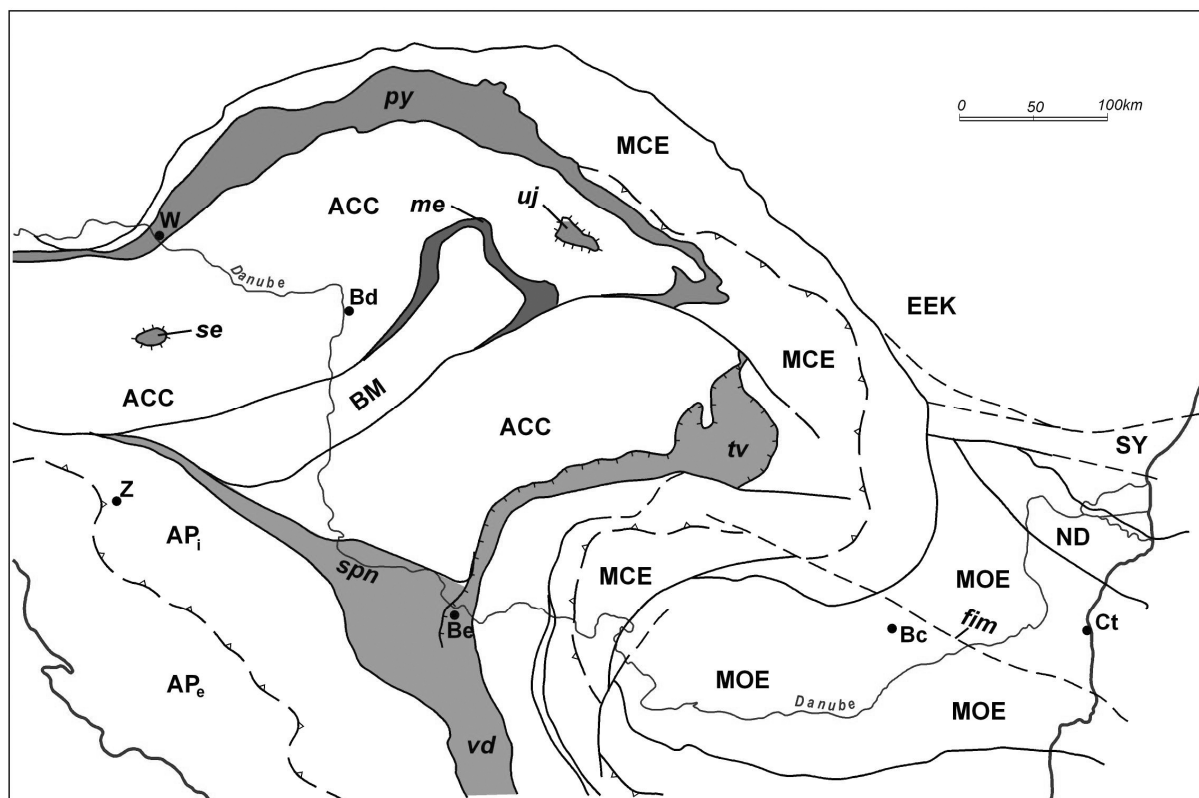 py
MCE
0 50 100km
ACC
me
uj
W
Danube
Bd
EEK
se
MCE
ACC
BM
ACC
tv
SY
Z
APi
ND
spn
MCE
MOE
fim
Be
Bc
Ct
APe
MOE
Danube
MOE
vd